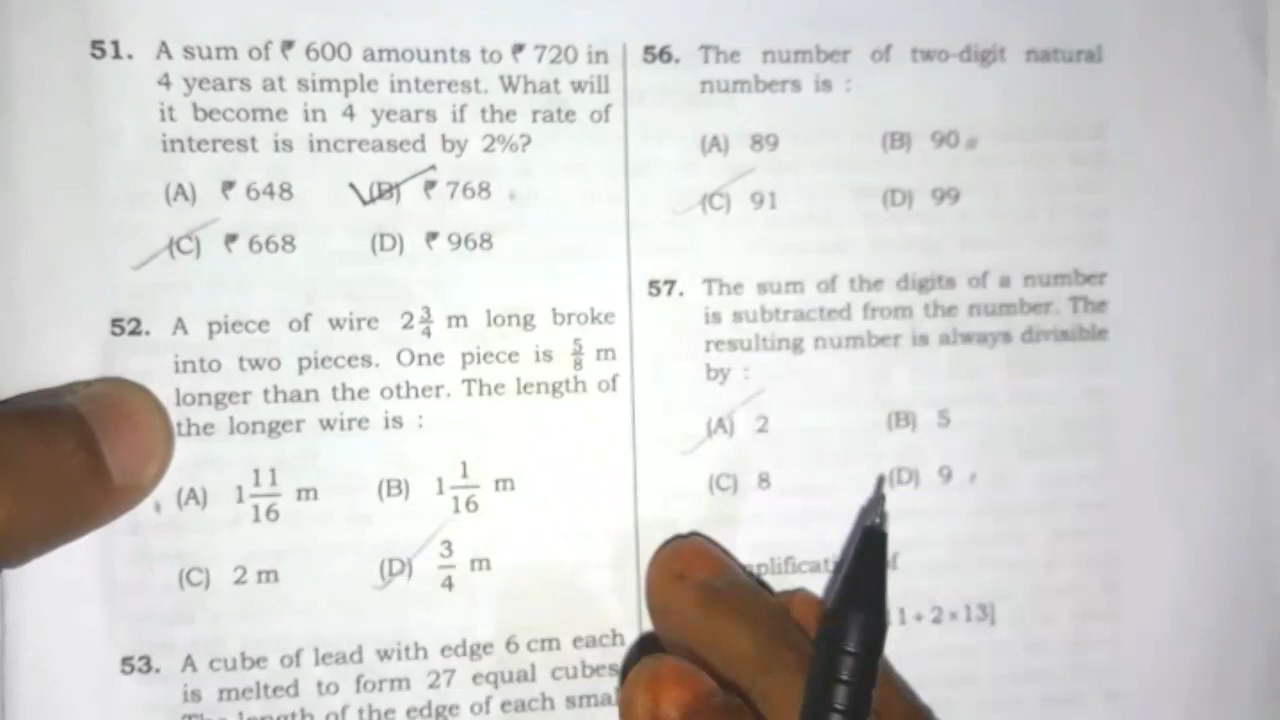 51. A sum of ₹ 600 amounts to ₹ 720 in
4 years at simple interest. What will
it become in 4 years if the rate of
interest is increased by 2%?
(A) ₹ 648 (B) ₹ 768
(C) ₹ 668 (D) ₹ 968
52. A piece of wire 2 3/4 m long broke
into two pieces. One piece is 5/8 m
longer than the other. The length of
the longer wire is :
(A) 1 11/16 m (B) 1 1/16 m
(C) 2 m (D) 3/4 m
53. A cube of lead with edge 6 cm each
is melted to form 27 equal cubes
of the edge of each
56. The number of two-digit natural
numbers is :
(A) 89 (B) 90
(C) 91 (D) 99
57. The sum of the digits of a number
is subtracted from the number. The
resulting number is always divisible
by :
(A) 2 (B) 5
(C) 8 (D) 9